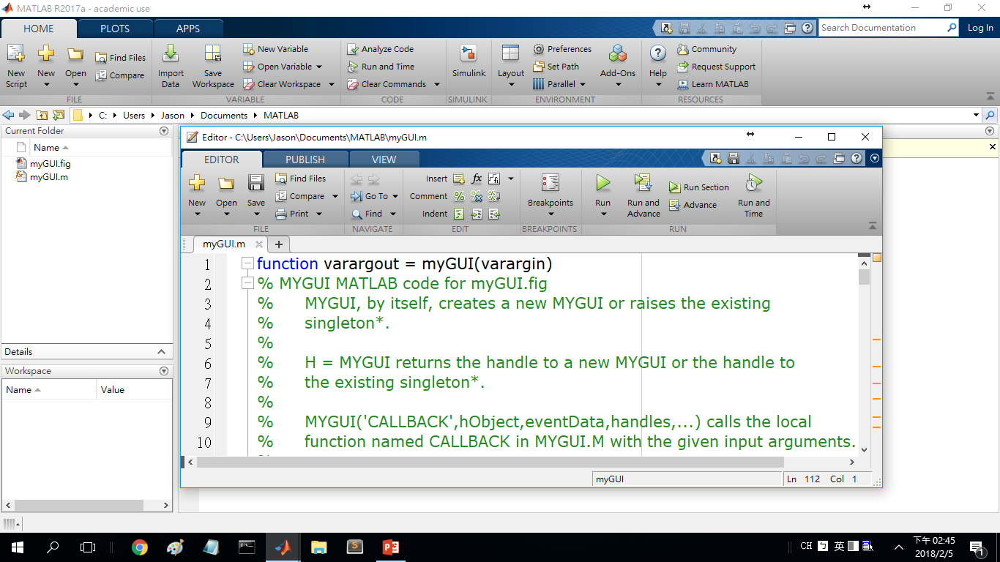 MATLAB R2017a - academic use
HOME PLOTS APPS
Search Documentation
Log In
New Script
New
Open
Find Files
Compare
FILE
Import Data
Save Workspace
New Variable
Open Variable
Clear Workspace
VARIABLE
Analyze Code
Run and Time
Clear Commands
CODE
Simulink
SIMULINK
Layout
Preferences
Set Path
Parallel
Add-Ons
ENVIRONMENT
Help
Community
Request Support
Learn MATLAB
RESOURCES
C: Users Jason Documents MATLAB
Current Folder
Name
myGUI.fig
myGUI.m
Details
Workspace
Name Value
Editor - C:\Users\Jason\Documents\MATLAB\myGUI.m
EDITOR PUBLISH VIEW
New
Open
Save
Find Files
Compare
Print
FILE
Go To
Find
NAVIGATE
Insert
Comment
Indent
EDIT
Breakpoints
BREAKPOINTS
Run
Run and Advance
Run Section
Advance
Run and Time
RUN
myGUI.m
1 function varargout = myGUI(varargin)
2 % MYGUI MATLAB code for myGUI.fig
3 % MYGUI, by itself, creates a new MYGUI or raises the existing
4 % singleton*.
5 %
6 % H = MYGUI returns the handle to a new MYGUI or the handle to
7 % the existing singleton*.
8 %
9 % MYGUI('CALLBACK',hObject,eventData,handles,...) calls the local
10 % function named CALLBACK in MYGUI.M with the given input arguments.
myGUI
Ln 112 Col 1
CH 英
下午 02:45
2018/2/5
1